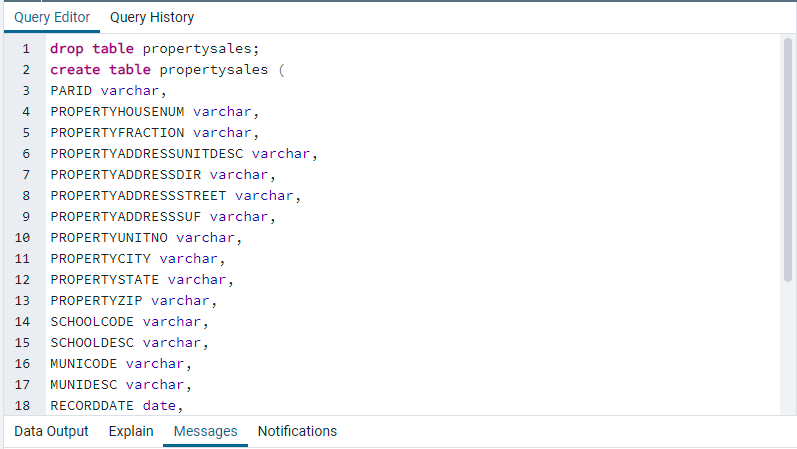 Query Editor Query History
1 drop table propertysales;
2 create table propertysales (
3 PARID varchar,
4 PROPERTYHOUSENUM varchar,
5 PROPERTYFRACTION varchar,
6 PROPERTYADDRESSUNITDESC varchar,
7 PROPERTYADDRESSDIR varchar,
8 PROPERTYADDRESSSTREET varchar,
9 PROPERTYADDRESSSUF varchar,
10 PROPERTYUNITNO varchar,
11 PROPERTYCITY varchar,
12 PROPERTYSTATE varchar,
13 PROPERTYZIP varchar,
14 SCHOOLCODE varchar,
15 SCHOOLDESC varchar,
16 MUNICODE varchar,
17 MUNIDESC varchar,
18 RECORDDATE date,
Data Output Explain Messages Notifications